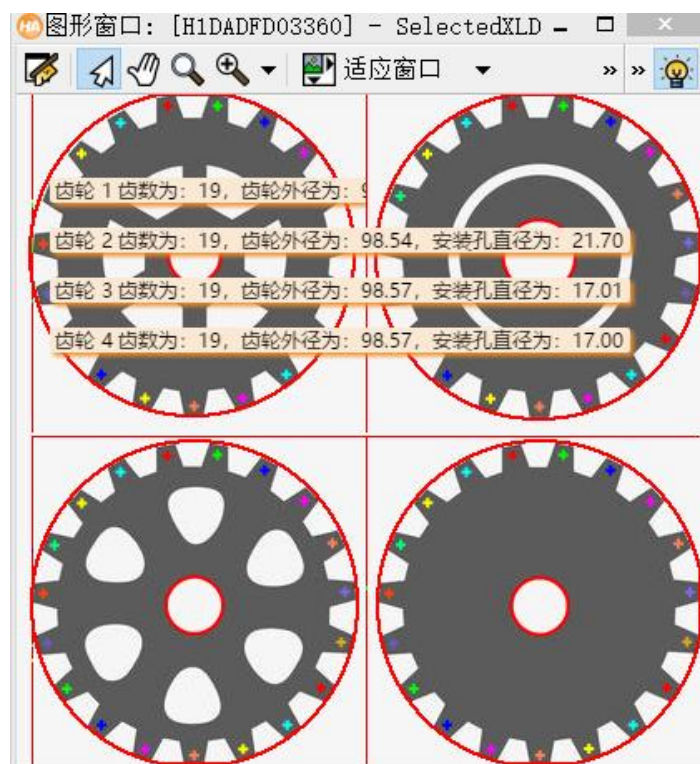 图形窗口: [H1DADFD03360] - SelectedXLD
适应窗口
齿轮 1 齿数为: 19, 齿轮外径为: 9
齿轮 2 齿数为: 19, 齿轮外径为: 98.54, 安装孔直径为: 21.70
齿轮 3 齿数为: 19, 齿轮外径为: 98.57, 安装孔直径为: 17.01
齿轮 4 齿数为: 19, 齿轮外径为: 98.57, 安装孔直径为: 17.00